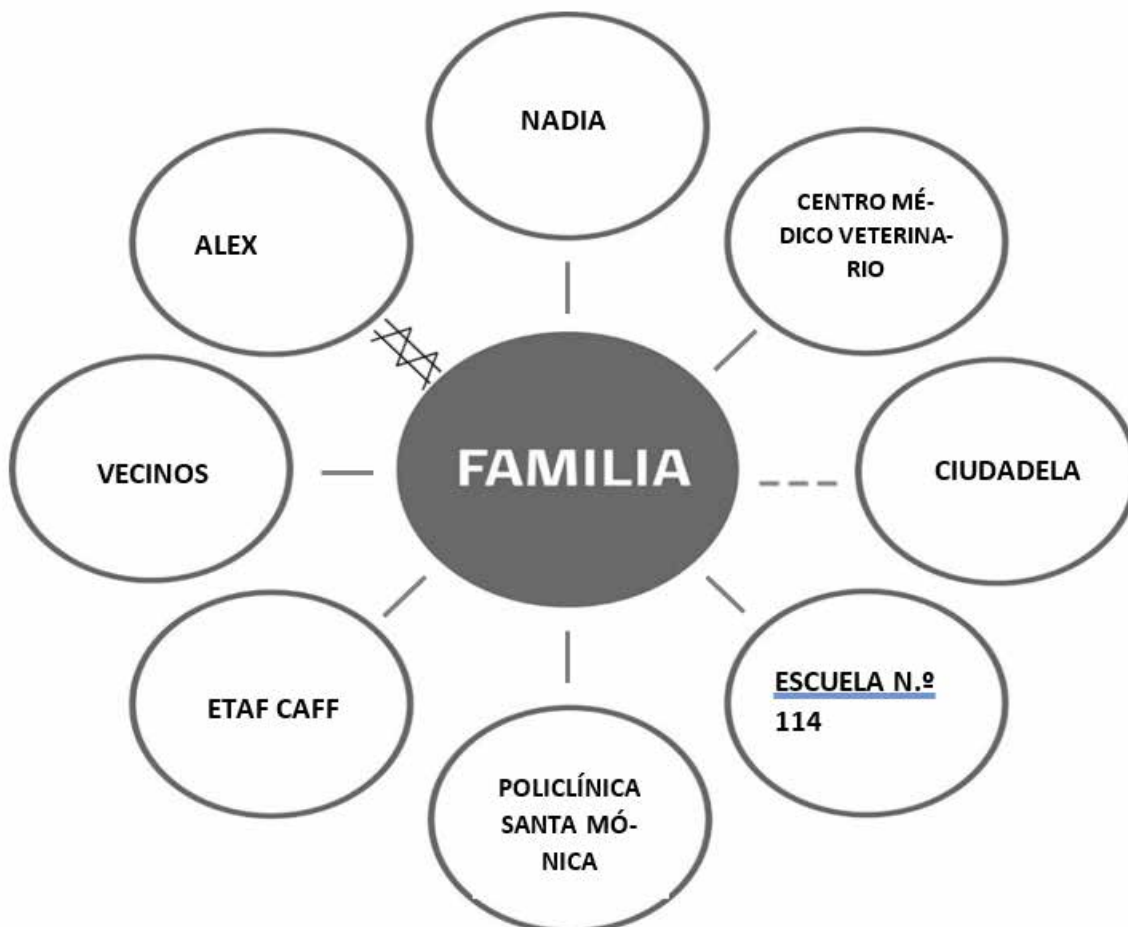 NADIA
CENTRO MÉ-
DICO VETERINA-
RIO
ALEX
FAMILIA
VECINOS
CIUDADELA
ETAF CAFF
ESCUELA N.º
114
POLICLÍNICA
SANTA MÓ-
NICA